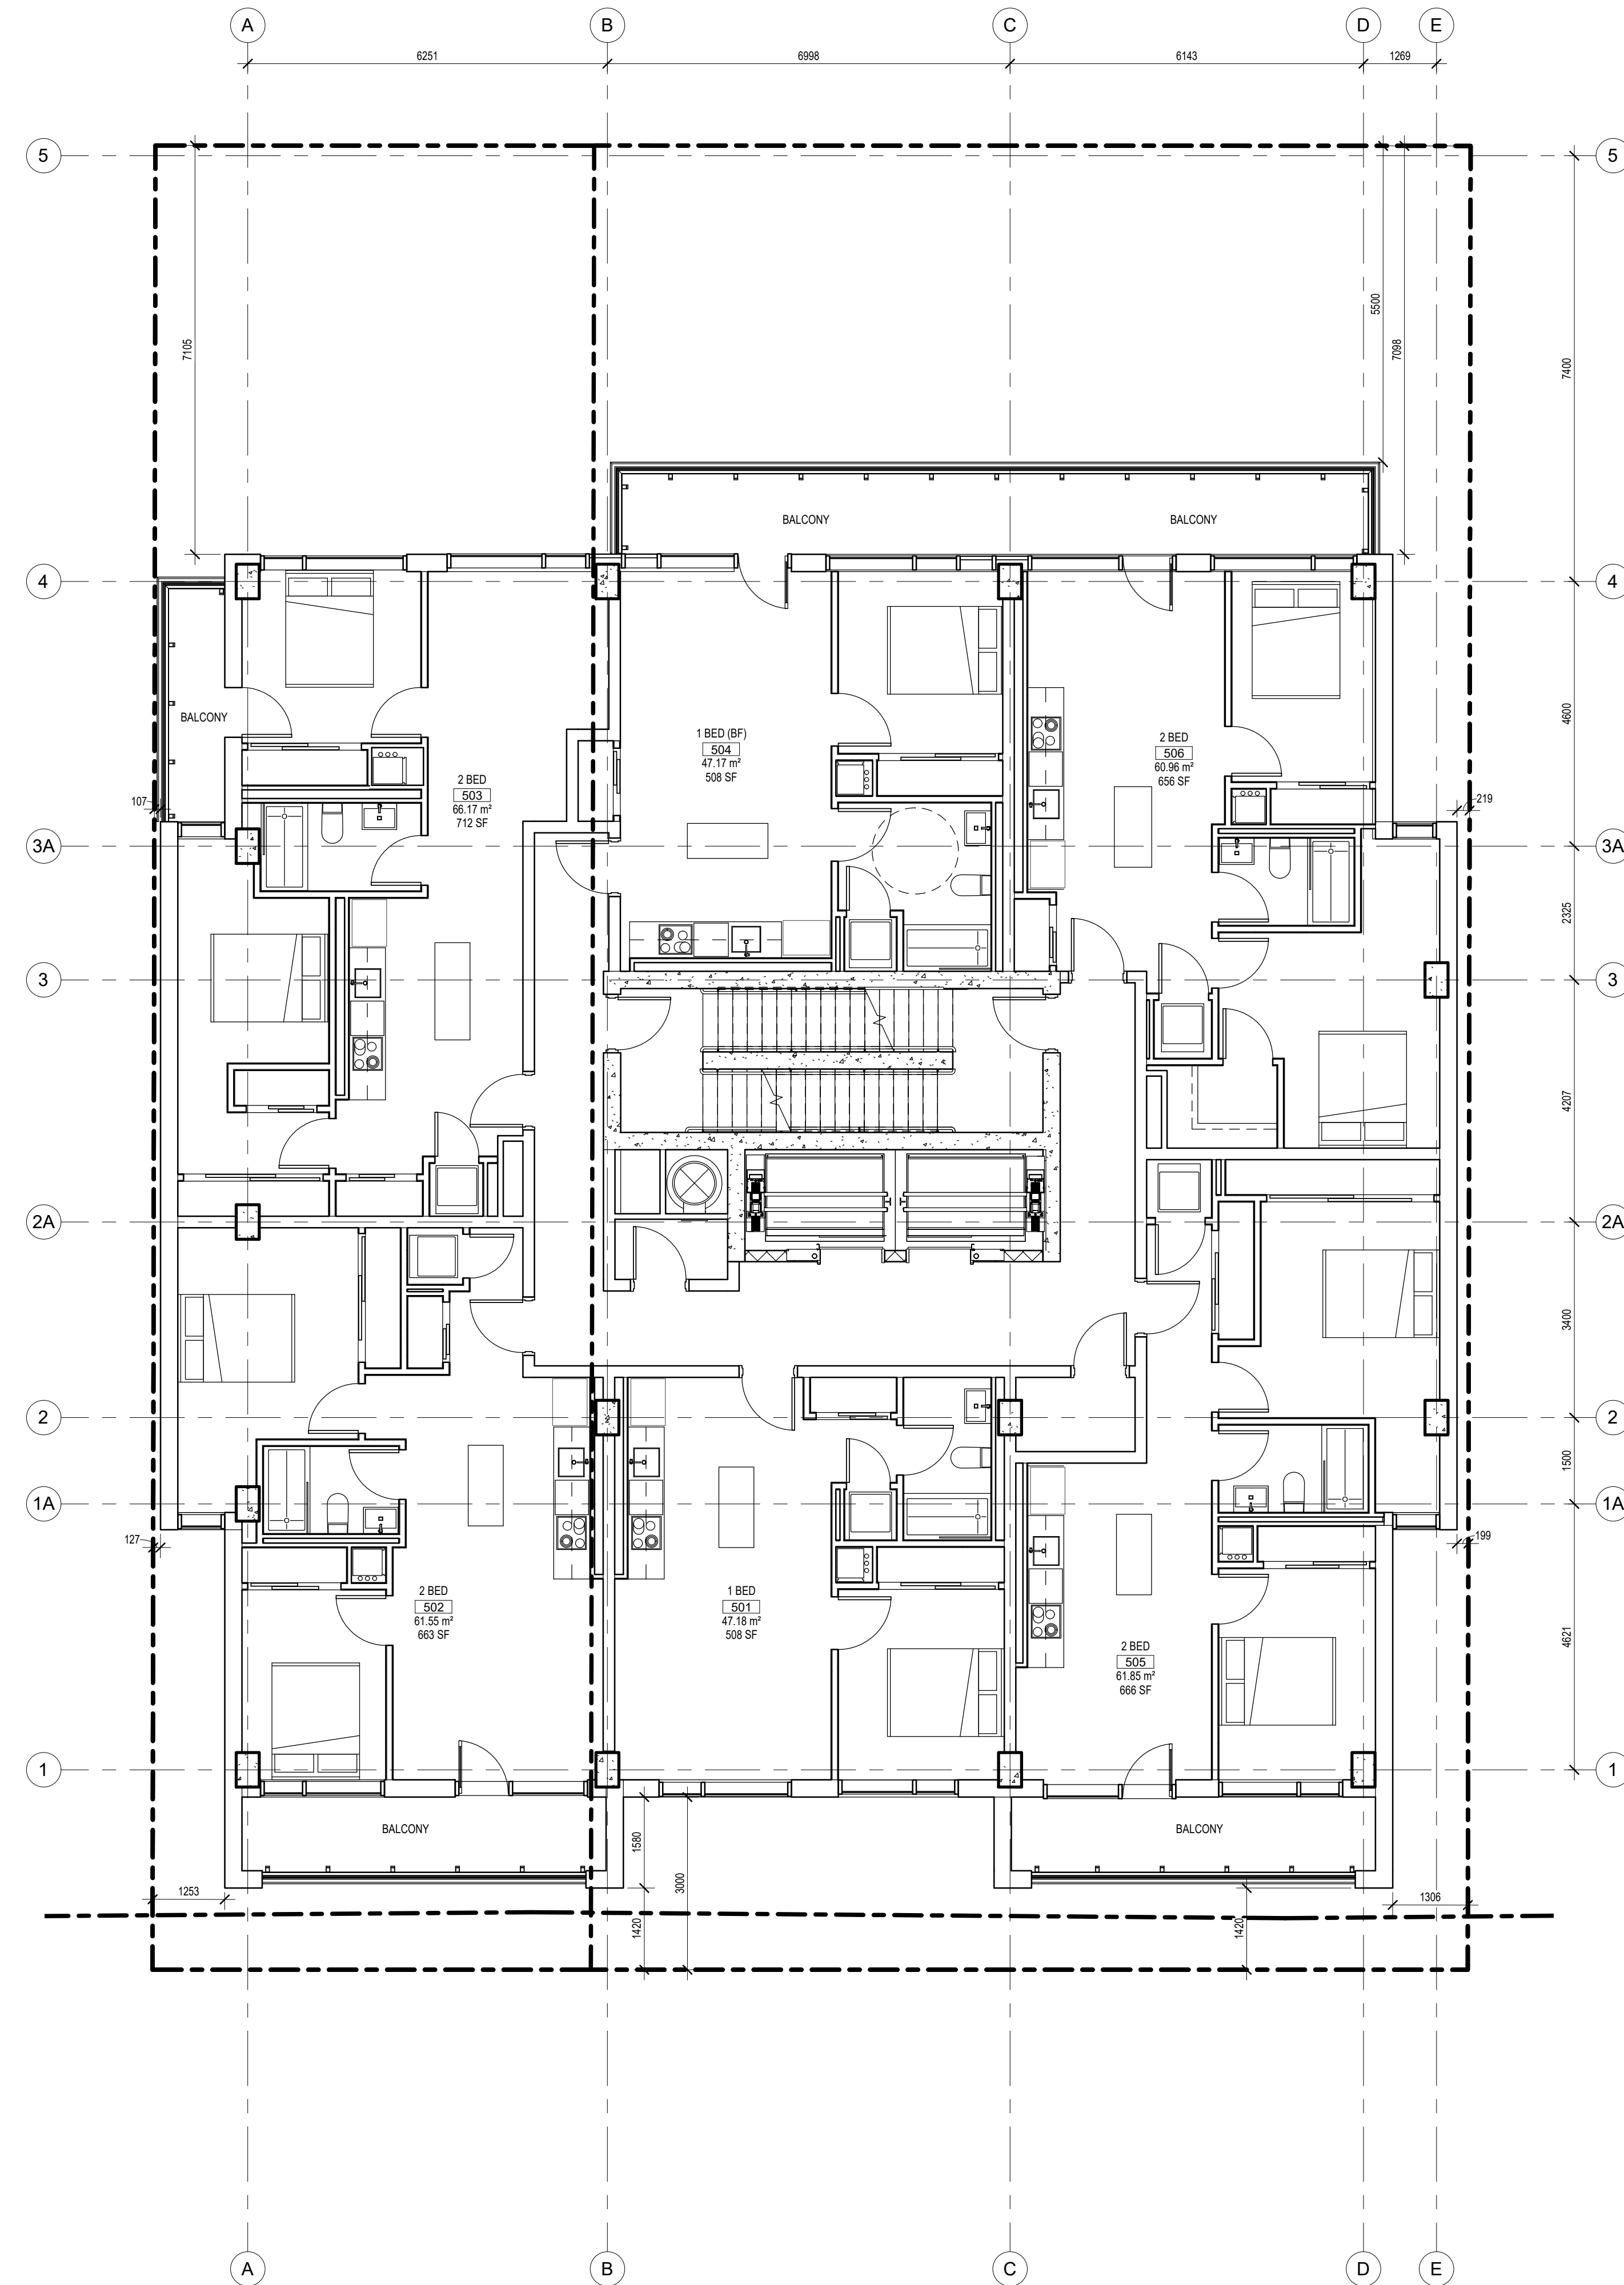 A
B
C
D
E
6251
6998
6143
1269
5
5
7105
5500
7098
7400
BALCONY
BALCONY
4
4
BALCONY
4600
1 BED (BF)
504
47.17 m²
508 SF
2 BED
506
60.96 m²
656 SF
2 BED
503
66.17 m²
712 SF
107
219
3A
3A
2325
3
3
4207
2A
2A
3400
2
2
1500
1A
1A
127
199
2 BED
502
61.55 m²
663 SF
1 BED
501
47.18 m²
508 SF
2 BED
505
61.85 m²
666 SF
4621
1
1
BALCONY
1580
3000
BALCONY
1253
1306
1420
1420
A
B
C
D
E